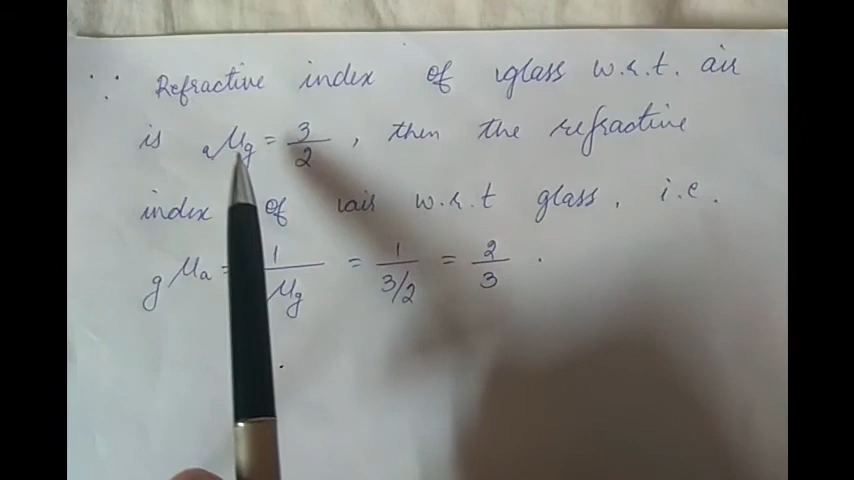 ∵ Refractive index of glass w.r.t. air
is aμg = 3/2 , then the refractive
index of air w.r.t glass, i.e.
gμa = 1/μg = 1/(3/2) = 2/3 .